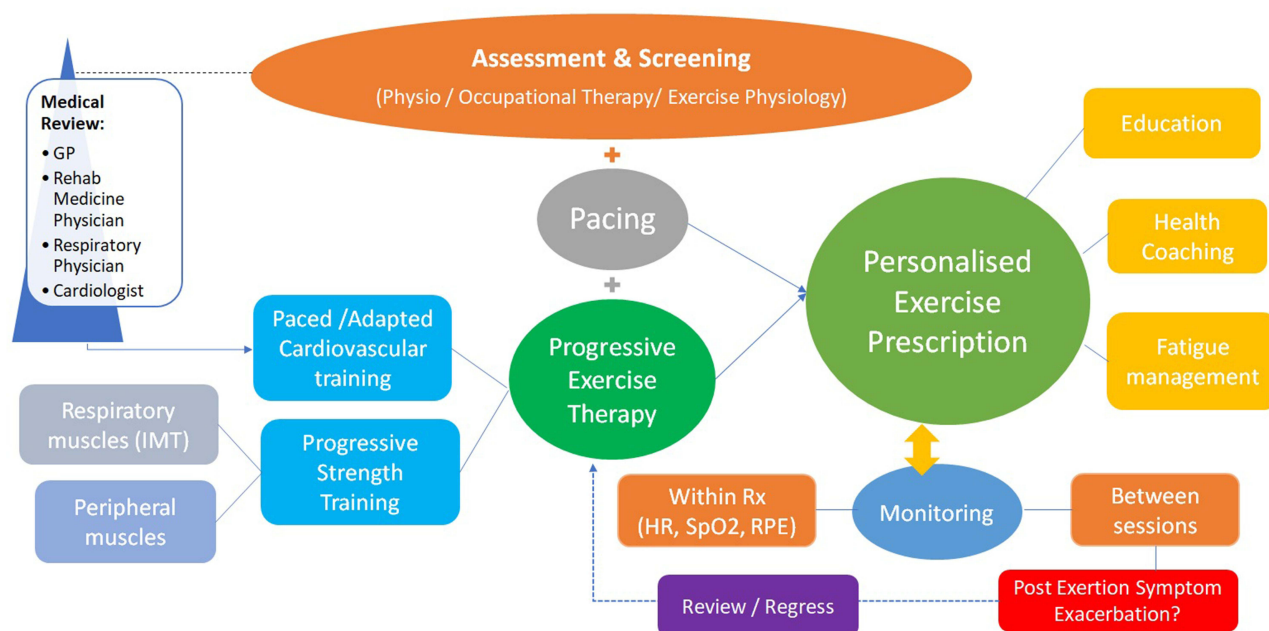 Assessment & Screening
(Physio / Occupational Therapy/ Exercise Physiology)
Medical
Review:
• GP
• Rehab
Medicine
Physician
• Respiratory
Physician
• Cardiologist
Pacing
Personalised
Exercise
Prescription
Education
Health
Coaching
Fatigue
management
Paced /Adapted
Cardiovascular
training
Progressive
Exercise
Therapy
Respiratory
muscles (IMT)
Progressive
Strength
Training
Peripheral
muscles
Within Rx
(HR, SpO2, RPE)
Monitoring
Between
sessions
Review / Regress
Post Exertion Symptom
Exacerbation?